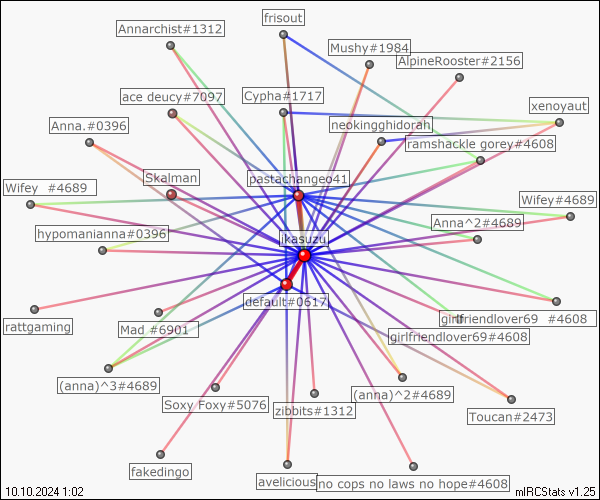 frisout
Annarchist#1312
Mushy#1984
AlpineRooster#2156
ace deucy#7097
Cypha#1717
xenoyaut
Anna.#0396
neokingghidorah
ramshackle gorey#4608
Skalman
pastachangeo41
Wifey #4689
Wifey#4689
Anna^2#4689
hypomanianna#0396
ikasuzu
default#0617
girlfriendlover69 #4608
rattgaming
Mad #6901
girlfriendlover69#4608
(anna)^3#4689
(anna)^2#4689
Soxy Foxy#5076
zibbits#1312
Toucan#2473
fakedingo
avelicious
no cops no laws no hope#4608
10.10.2024 1:02
mIRCStats v1.25